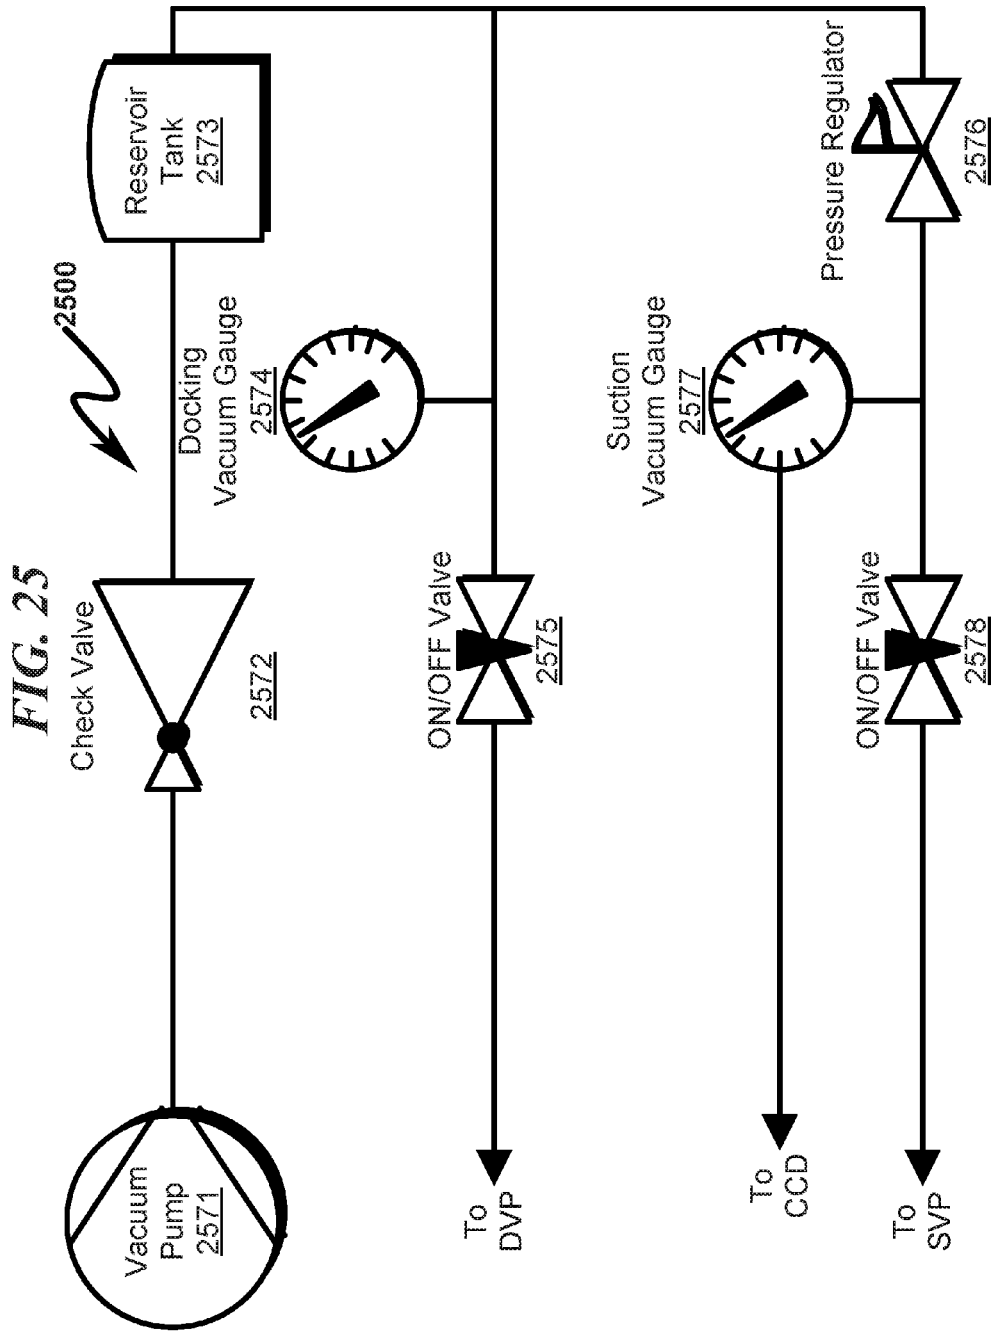 FIG. 25
2500
Vacuum
Pump
2571
Check Valve
2572
Reservoir
Tank
2573
Docking
Vacuum Gauge
2574
ON/OFF Valve
2575
To
DVP
Suction
Vacuum Gauge
2577
To
CCD
Pressure Regulator
2576
ON/OFF Valve
2578
To
SVP